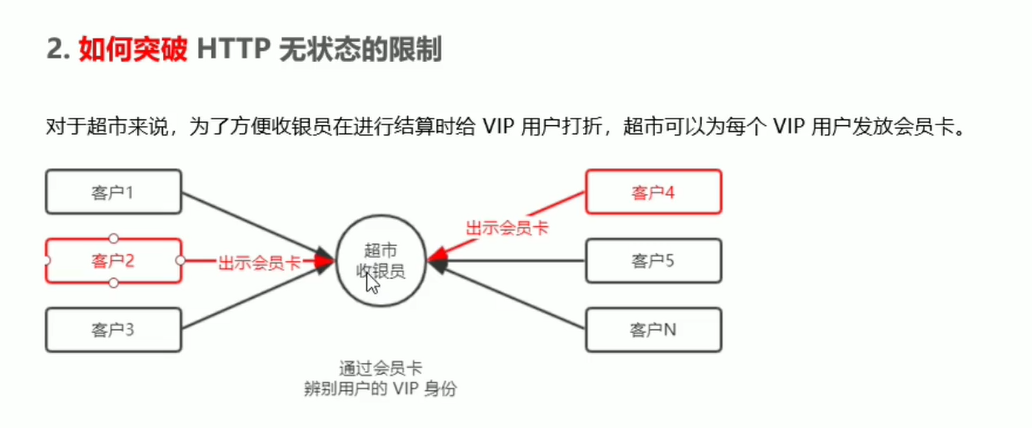 2. 如何突破 HTTP 无状态的限制
对于超市来说，为了方便收银员在进行结算时给 VIP 用户打折，超市可以为每个 VIP 用户发放会员卡。
客户1
客户4
出示会员卡
客户2
出示会员卡
超市
收银员
客户5
客户3
客户N
通过会员卡
辨别用户的 VIP 身份